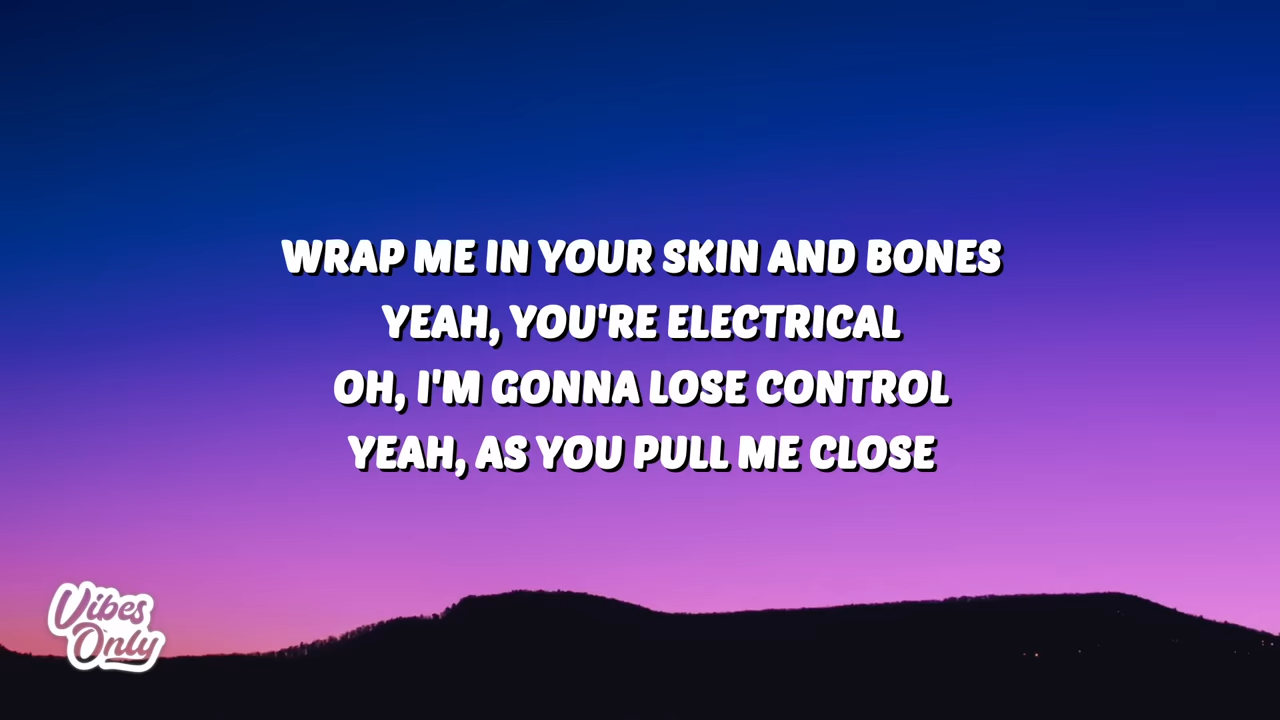 WRAP ME IN YOUR SKIN AND BONES
YEAH, YOU'RE ELECTRICAL
OH, I'M GONNA LOSE CONTROL
YEAH, AS YOU PULL ME CLOSE
Vibes
Only